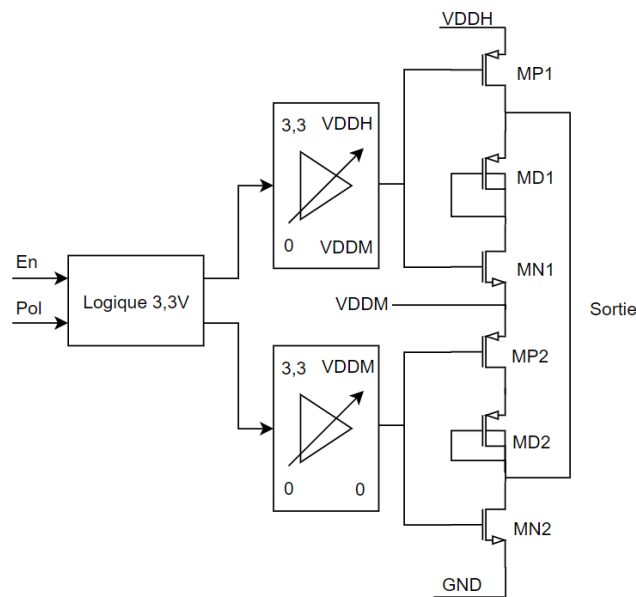 VDDH
MP1
3,3 VDDH
0 VDDM
MD1
En
Pol
Logique 3,3V
MN1
VDDM
Sortie
3,3 VDDM
0 0
MP2
MD2
MN2
GND